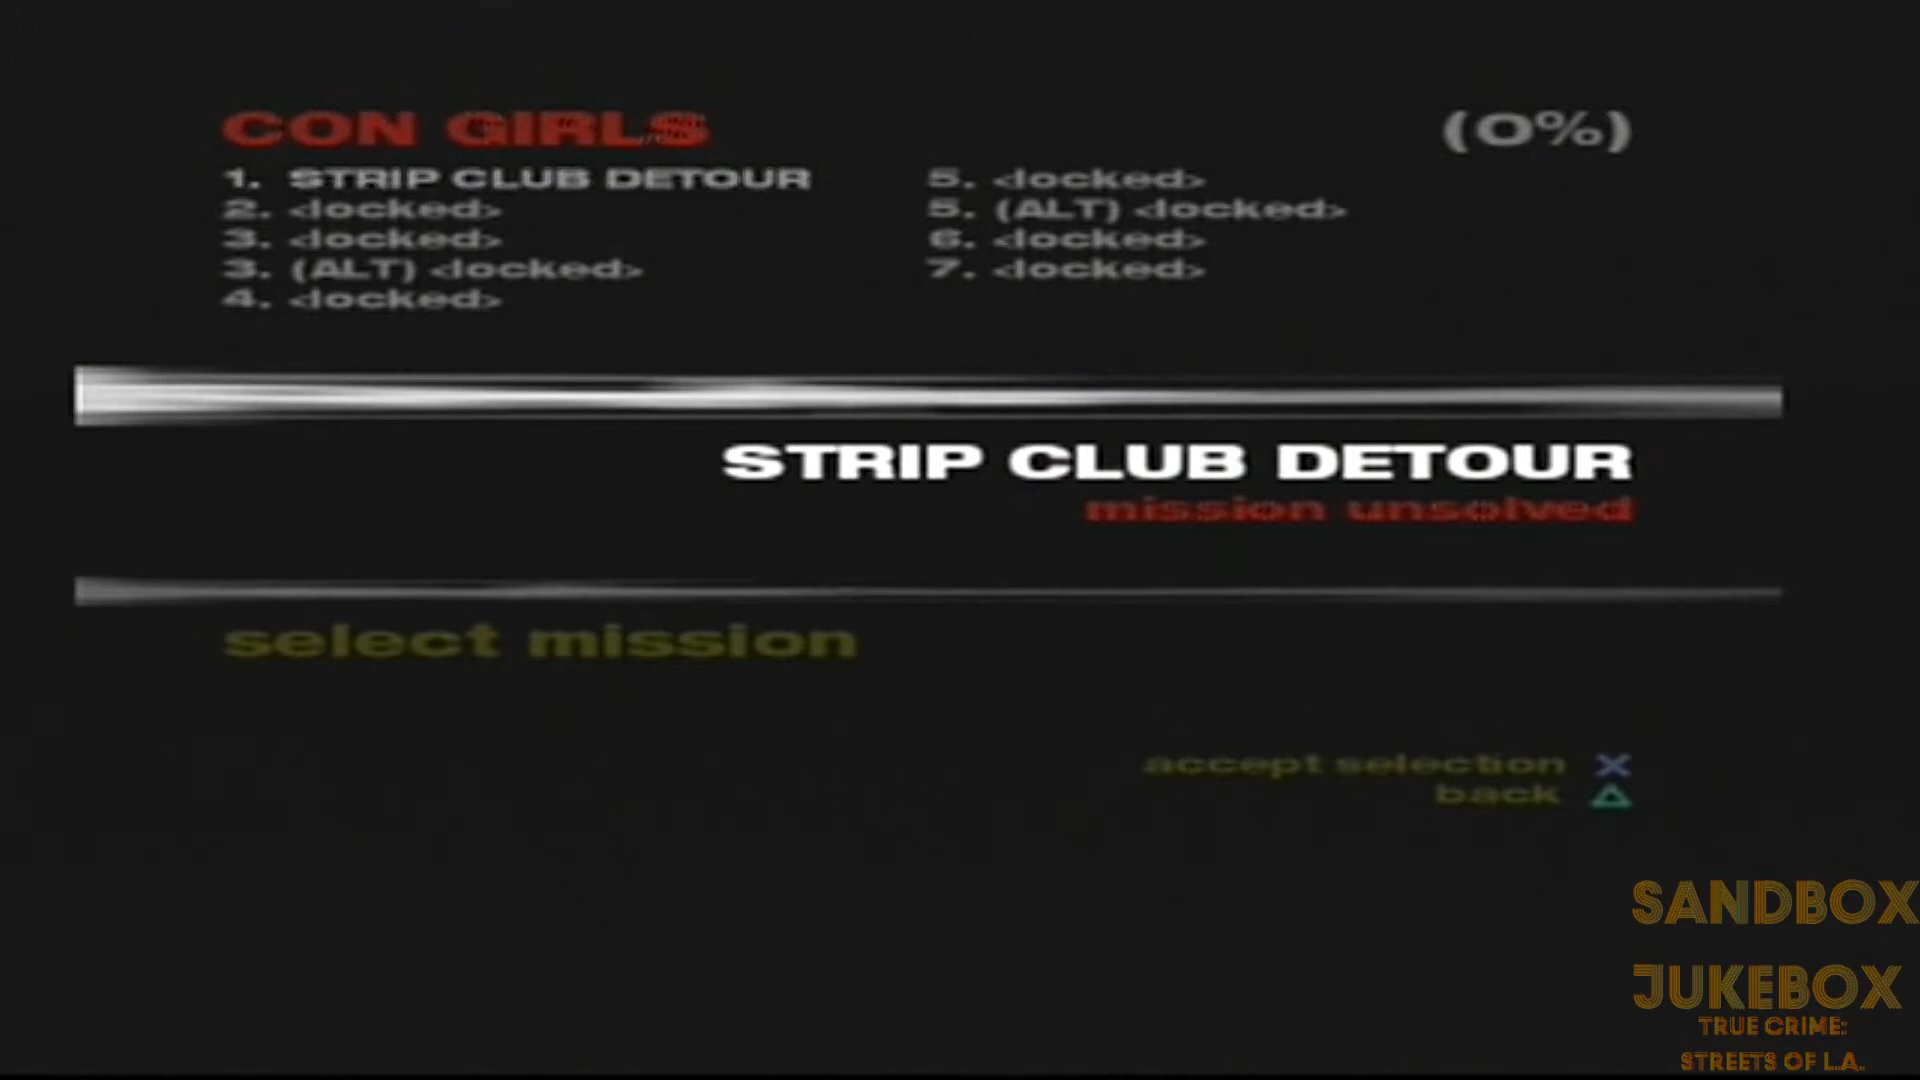 CON GIRLS (0%)
1. STRIP CLUB DETOUR
2. <locked>
3. <locked>
3. (ALT) <locked>
4. <locked>
5. <locked>
5. (ALT) <locked>
6. <locked>
7. <locked>
STRIP CLUB DETOUR
mission unsolved
select mission
accept selection
back
SANDBOX
JUKEBOX
TRUE CRIME:
STREETS OF L.A.